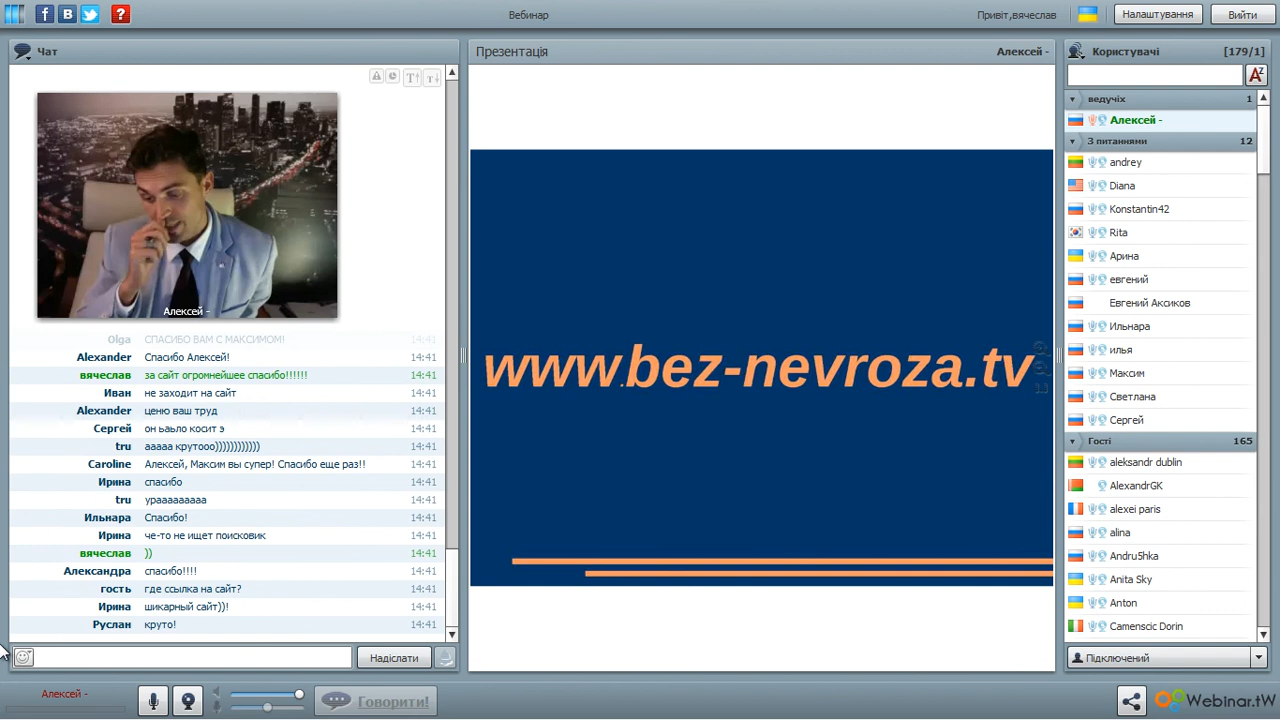 f B ?
Вебинар
Привіт,вячеслав
Налаштування
Вийти
Чат
T↑ T↓
Алексей -
Olga СПАСИБО ВАМ С МАКСИМОМ! 14:41
Alexander Спасибо Алексей! 14:41
вячеслав за сайт огромнейшее спасибо!!!!!! 14:41
Иван не заходит на сайт 14:41
Alexander ценю ваш труд 14:41
Сергей он ьаьло косит э 14:41
tru ааааа крутооо)))))))))))) 14:41
Caroline Алексей, Максим вы супер! Спасибо еще раз!! 14:41
Ирина спасибо 14:41
tru ураааааааа 14:41
Ильнара Спасибо! 14:41
Ирина че-то не ищет поисковик 14:41
вячеслав )) 14:41
Александра спасибо!!!! 14:41
гость где ссылка на сайт? 14:41
Ирина шикарный сайт))! 14:41
Руслан круто! 14:41
Надіслати
Алексей -
Говорити!
Презентація
Алексей -
www.bez-nevroza.tv
Користувачі [179/1]
AZ
ведучіх 1
Алексей -
З питаннями 12
andrey
Diana
Konstantin42
Rita
Арина
евгений
Евгений Аксиков
Ильнара
илья
Максим
Светлана
Сергей
Гості 165
aleksandr dublin
AlexandrGK
alexei paris
alina
Andru5hka
Anita Sky
Anton
Camenscic Dorin
Підключений
Webinar.tw